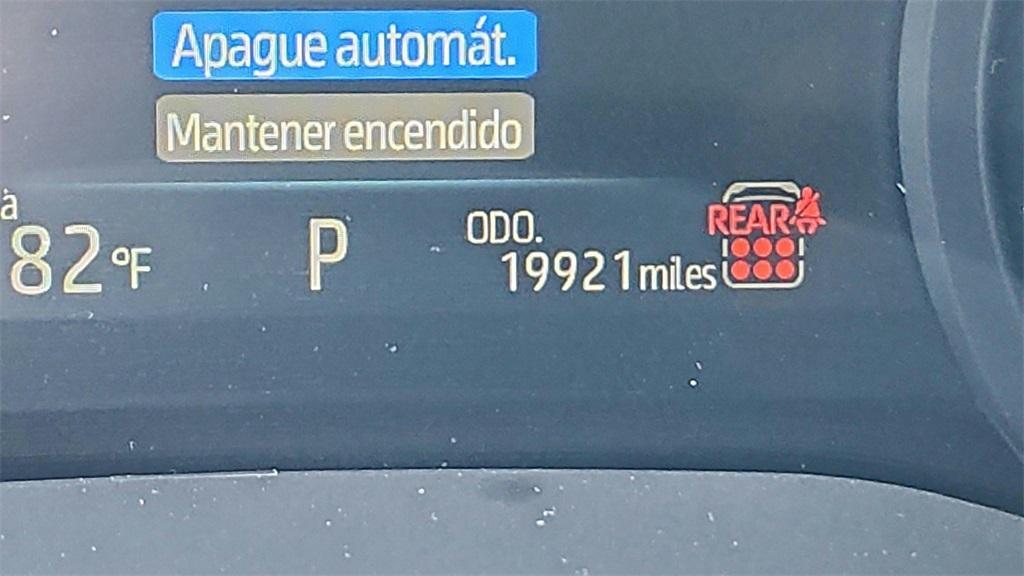 Apague automát.
Mantener encendido
a
82°F
P
ODO.
19921 miles
REAR